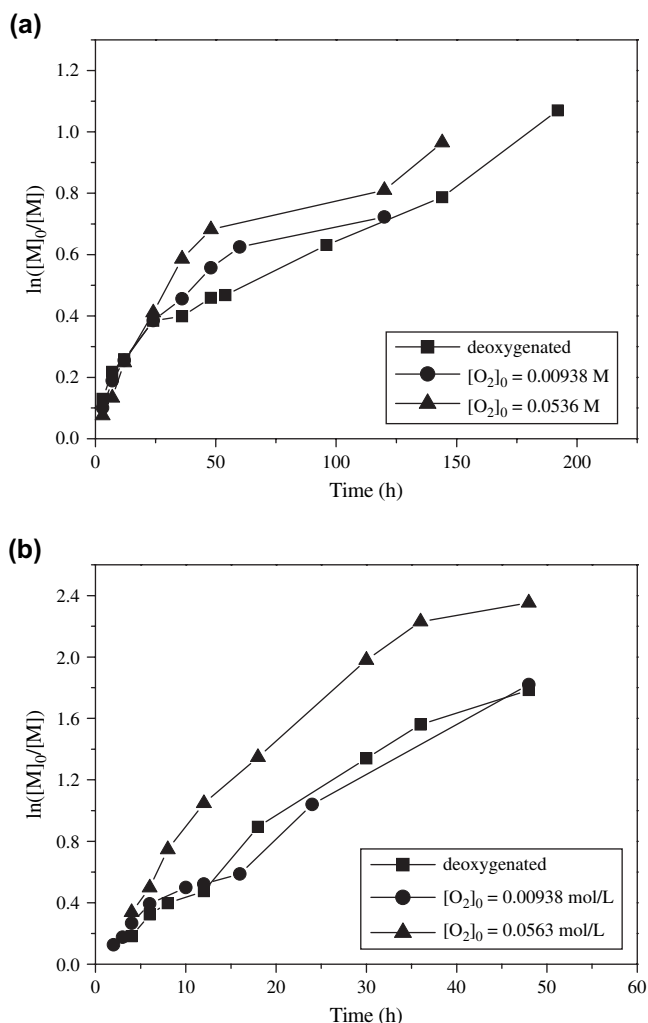 (a)
1.2
1.0
0.8
0.6
0.4
0.2
0.0
ln([M]₀/[M])
0 50 100 150 200
Time (h)
deoxygenated
[O₂]₀ = 0.00938 M
[O₂]₀ = 0.0536 M
(b)
2.4
2.0
1.6
1.2
0.8
0.4
0.0
ln([M]₀/[M])
0 10 20 30 40 50 60
Time (h)
deoxygenated
[O₂]₀ = 0.00938 mol/L
[O₂]₀ = 0.0563 mol/L